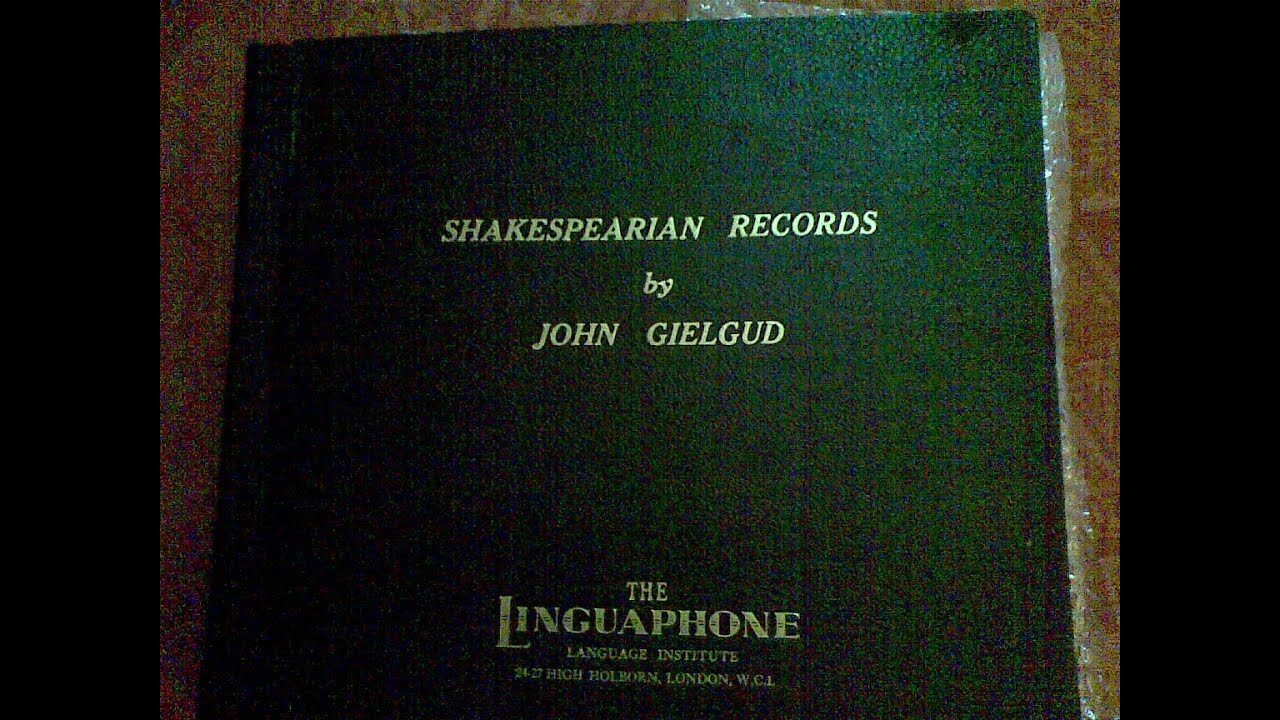 SHAKESPEARIAN RECORDS
by
JOHN GIELGUD
THE
LINGUAPHONE
LANGUAGE INSTITUTE
24-27 HIGH HOLBORN, LONDON, W.C.1.